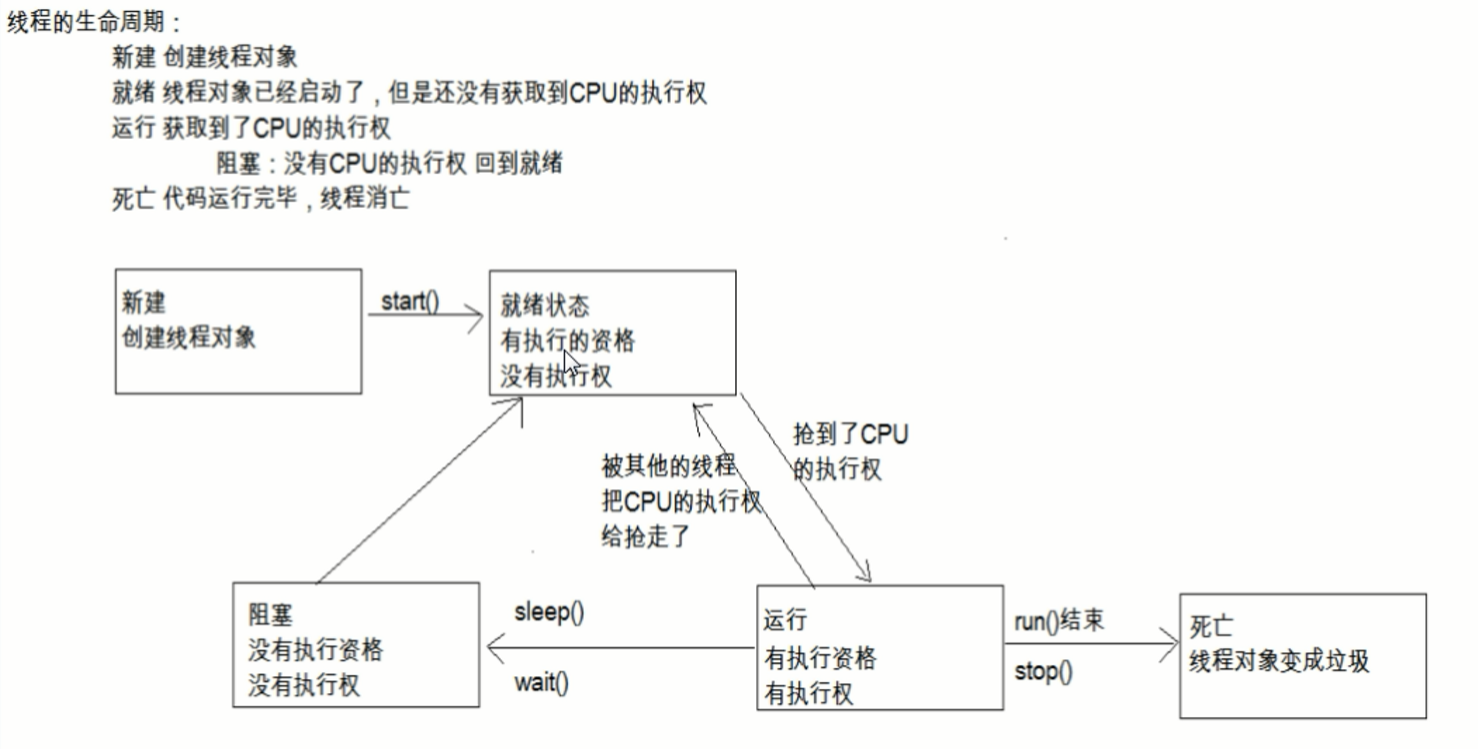 线程的生命周期：
新建 创建线程对象
就绪 线程对象已经启动了，但是还没有获取到CPU的执行权
运行 获取到了CPU的执行权
阻塞：没有CPU的执行权 回到就绪
死亡 代码运行完毕，线程消亡
新建
创建线程对象
start()
就绪状态
有执行的资格
没有执行权
抢到了CPU
的执行权
被其他的线程
把CPU的执行权
给抢走了
阻塞
没有执行资格
没有执行权
sleep()
wait()
运行
有执行资格
有执行权
run()结束
stop()
死亡
线程对象变成垃圾